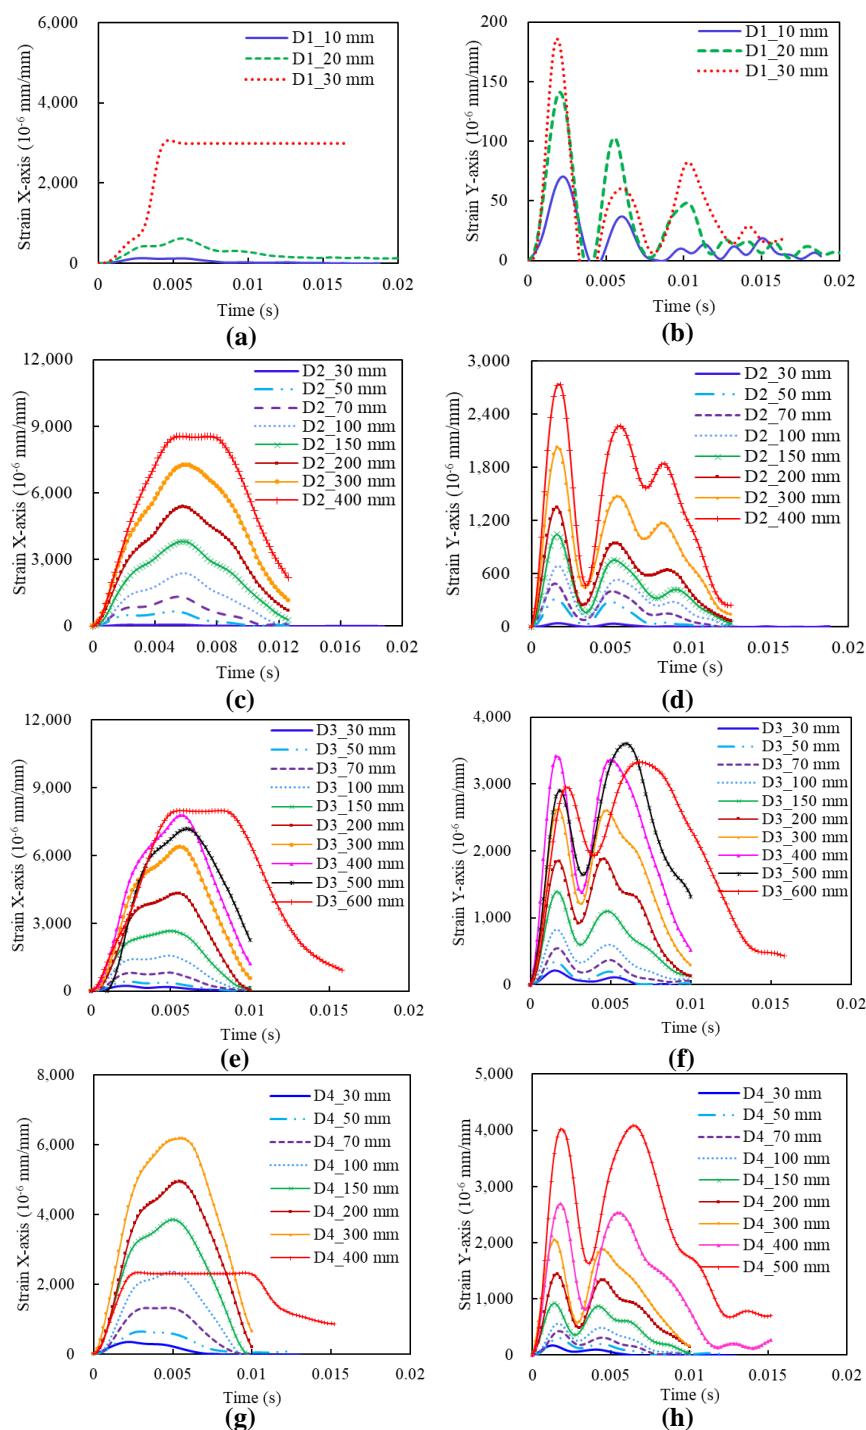 6,000
4,000
2,000
0
Strain X-axis (10⁻⁶ mm/mm)
D1_10 mm
D1_20 mm
D1_30 mm
0 0.005 0.01 0.015 0.02
Time (s)
(a)
200
150
100
50
0
Strain Y-axis (10⁻⁶ mm/mm)
D1_10 mm
D1_20 mm
D1_30 mm
0 0.005 0.01 0.015 0.02
Time (s)
(b)
12,000
9,000
6,000
3,000
0
Strain X-axis (10⁻⁶ mm/mm)
D2_30 mm
D2_50 mm
D2_70 mm
D2_100 mm
D2_150 mm
D2_200 mm
D2_300 mm
D2_400 mm
0 0.004 0.008 0.012 0.016 0.02
Time (s)
(c)
3,000
2,400
1,800
1,200
600
0
Strain Y-axis (10⁻⁶ mm/mm)
D2_30 mm
D2_50 mm
D2_70 mm
D2_100 mm
D2_150 mm
D2_200 mm
D2_300 mm
D2_400 mm
0 0.005 0.01 0.015 0.02
Time (s)
(d)
12,000
9,000
6,000
3,000
0
Strain X-axis (10⁻⁶ mm/mm)
D3_30 mm
D3_50 mm
D3_70 mm
D3_100 mm
D3_150 mm
D3_200 mm
D3_300 mm
D3_400 mm
D3_500 mm
D3_600 mm
0 0.005 0.01 0.015 0.02
Time (s)
(e)
4,000
3,000
2,000
1,000
0
Strain Y-axis (10⁻⁶ mm/mm)
D3_30 mm
D3_50 mm
D3_70 mm
D3_100 mm
D3_150 mm
D3_200 mm
D3_300 mm
D3_400 mm
D3_500 mm
D3_600 mm
0 0.005 0.01 0.015 0.02
Time (s)
(f)
8,000
6,000
4,000
2,000
0
Strain X-axis (10⁻⁶ mm/mm)
D4_30 mm
D4_50 mm
D4_70 mm
D4_100 mm
D4_150 mm
D4_200 mm
D4_300 mm
D4_400 mm
0 0.005 0.01 0.015 0.02
Time (s)
(g)
5,000
4,000
3,000
2,000
1,000
0
Strain Y-axis (10⁻⁶ mm/mm)
D4_30 mm
D4_50 mm
D4_70 mm
D4_100 mm
D4_150 mm
D4_200 mm
D4_300 mm
D4_400 mm
D4_500 mm
0 0.005 0.01 0.015 0.02
Time (s)
(h)